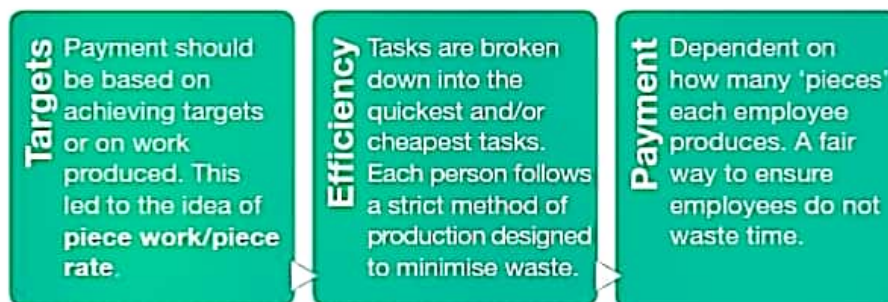 Targets
Payment should
be based on
achieving targets
or on work
produced. This
led to the idea of
piece work/piece
rate.
Efficiency
Tasks are broken
down into the
quickest and/or
cheapest tasks.
Each person follows
a strict method of
production designed
to minimise waste.
Payment
Dependent on
how many ‘pieces’
each employee
produces. A fair
way to ensure
employees do not
waste time.